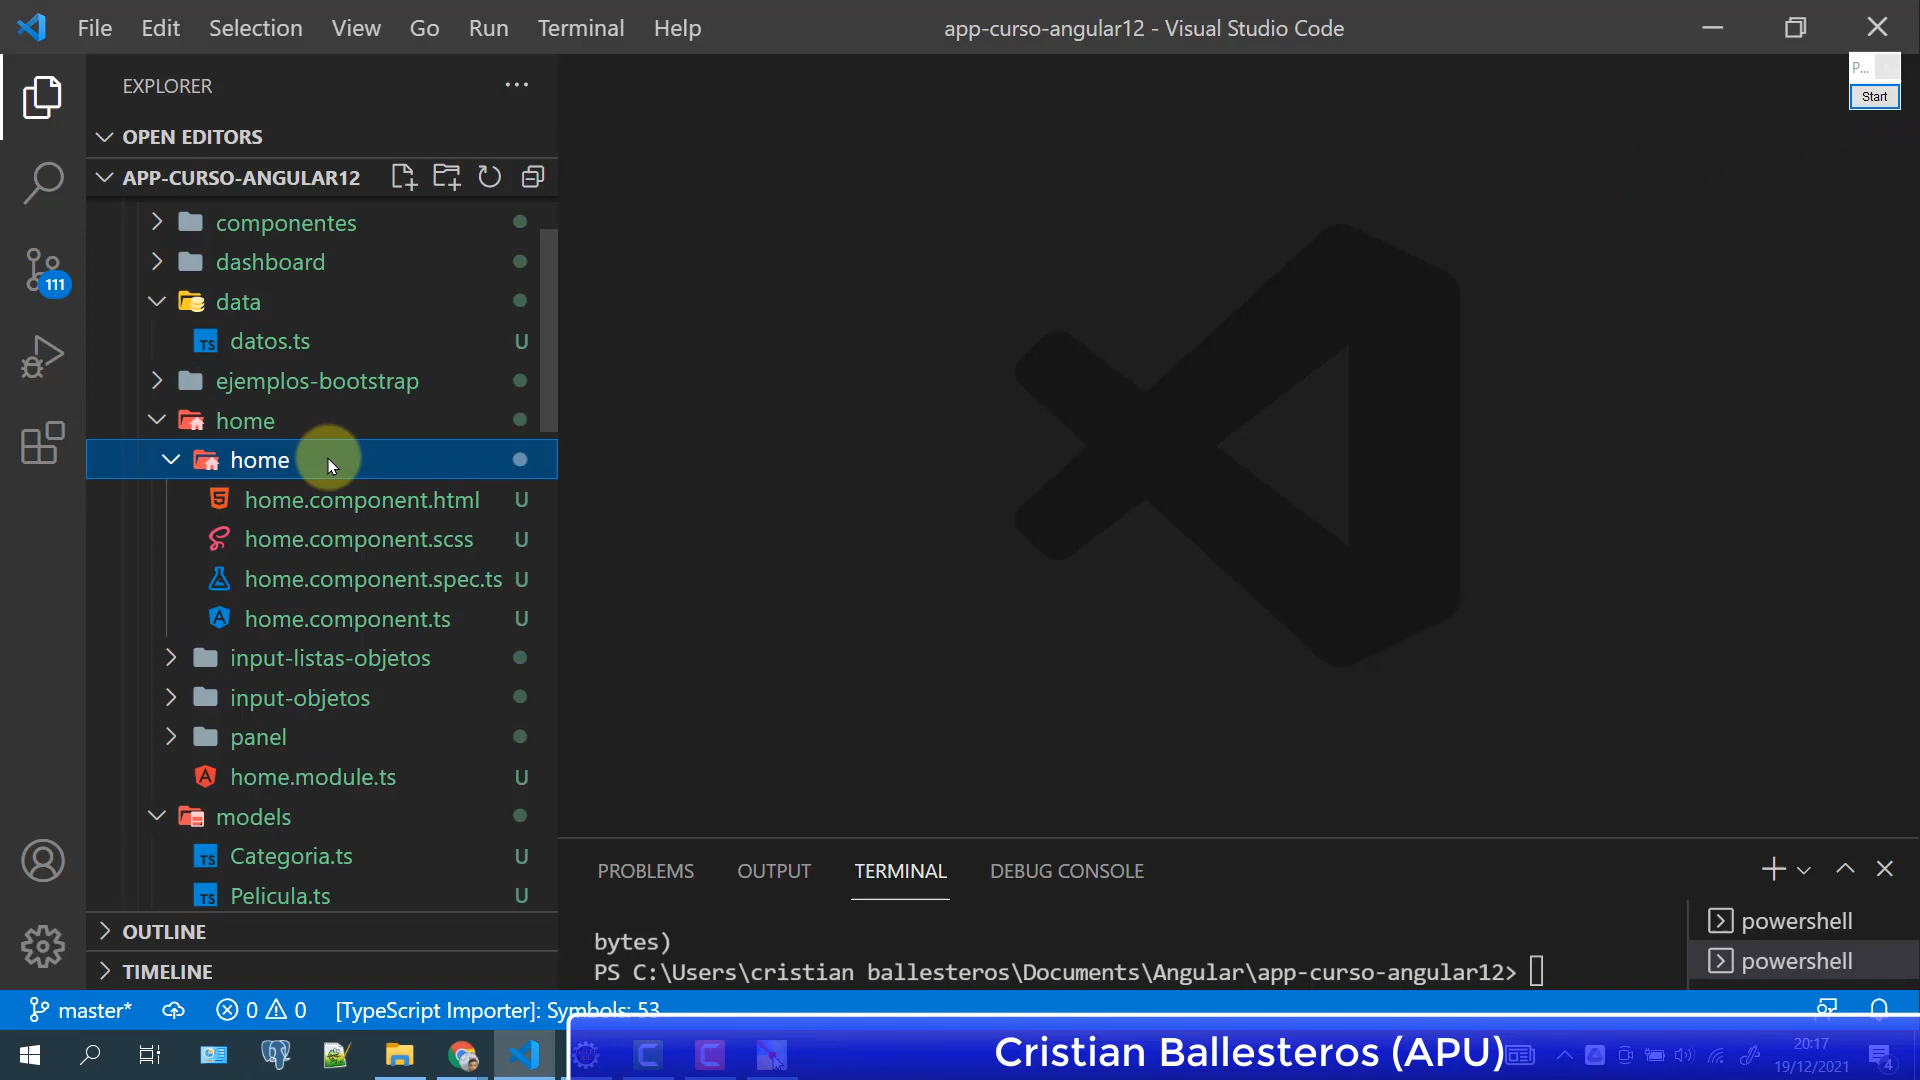 File Edit Selection View Go Run Terminal Help app-curso-angular12 - Visual Studio Code
P...
Start
EXPLORER
OPEN EDITORS
APP-CURSO-ANGULAR12
componentes
dashboard
111
data
TS datos.ts U
ejemplos-bootstrap
home
home
home.component.html U
home.component.scss U
home.component.spec.ts U
home.component.ts U
input-listas-objetos
input-objetos
panel
home.module.ts U
models
TS Categoria.ts U
TS Pelicula.ts U
OUTLINE
TIMELINE
PROBLEMS OUTPUT TERMINAL DEBUG CONSOLE
bytes)
PS C:\Users\cristian ballesteros\Documents\Angular\app-curso-angular12>
powershell
powershell
master* 0 0 [TypeScript Importer]: Symbols: 53
Cristian Ballesteros (APU)
20:17
19/12/2021
4